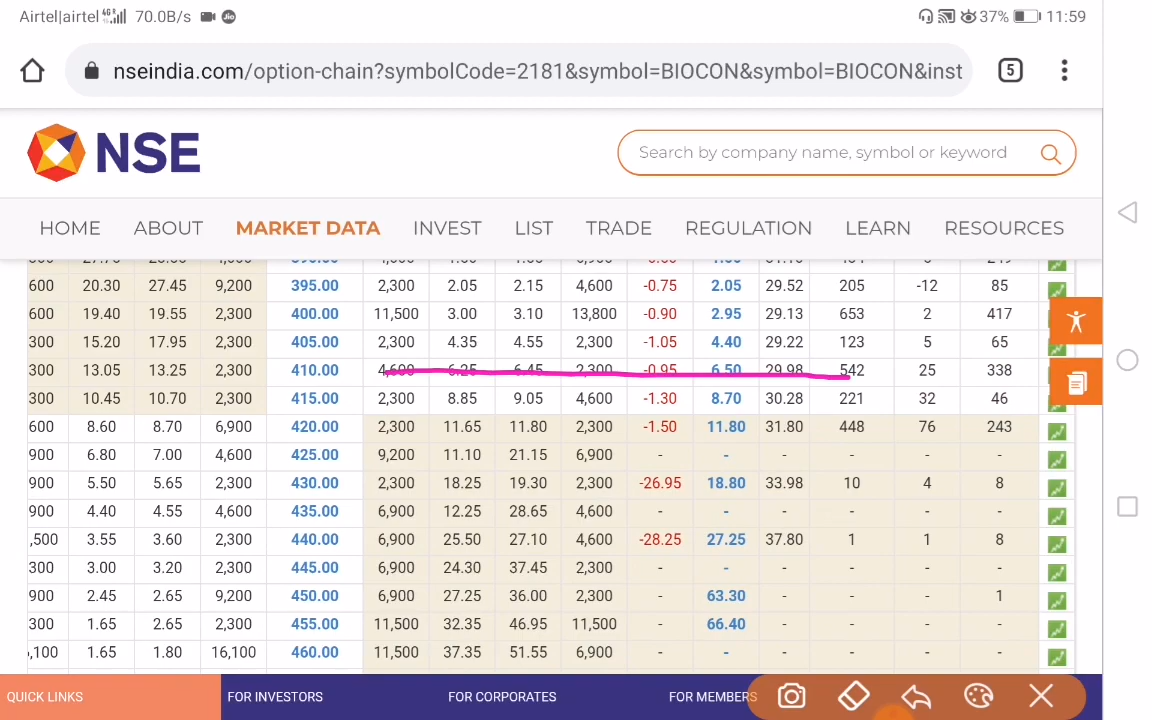 Airtel|airtel 4G 70.0B/s Jio 37% 11:59
nseindia.com/option-chain?symbolCode=2181&symbol=BIOCON&symbol=BIOCON&inst 5
NSE Search by company name, symbol or keyword
HOME ABOUT MARKET DATA INVEST LIST TRADE REGULATION LEARN RESOURCES
600 20.30 27.45 9,200 395.00 2,300 2.05 2.15 4,600 -0.75 2.05 29.52 205 -12 85
600 19.40 19.55 2,300 400.00 11,500 3.00 3.10 13,800 -0.90 2.95 29.13 653 2 417
300 15.20 17.95 2,300 405.00 2,300 4.35 4.55 2,300 -1.05 4.40 29.22 123 5 65
300 13.05 13.25 2,300 410.00 4,600 6.25 6.45 2,300 -0.95 6.50 29.98 542 25 338
300 10.45 10.70 2,300 415.00 2,300 8.85 9.05 4,600 -1.30 8.70 30.28 221 32 46
600 8.60 8.70 6,900 420.00 2,300 11.65 11.80 2,300 -1.50 11.80 31.80 448 76 243
900 6.80 7.00 4,600 425.00 9,200 11.10 21.15 6,900 - - - - - -
900 5.50 5.65 2,300 430.00 2,300 18.25 19.30 2,300 -26.95 18.80 33.98 10 4 8
900 4.40 4.55 4,600 435.00 6,900 12.25 28.65 4,600 - - - - - -
,500 3.55 3.60 2,300 440.00 6,900 25.50 27.10 4,600 -28.25 27.25 37.80 1 1 8
300 3.00 3.20 2,300 445.00 6,900 24.30 37.45 2,300 - - - - - -
900 2.45 2.65 9,200 450.00 6,900 27.25 36.00 2,300 - 63.30 - - - 1
300 1.65 2.65 2,300 455.00 11,500 32.35 46.95 11,500 - 66.40 - - - -
,100 1.65 1.80 16,100 460.00 11,500 37.35 51.55 6,900 - - - - - -
QUICK LINKS FOR INVESTORS FOR CORPORATES FOR MEMBERS